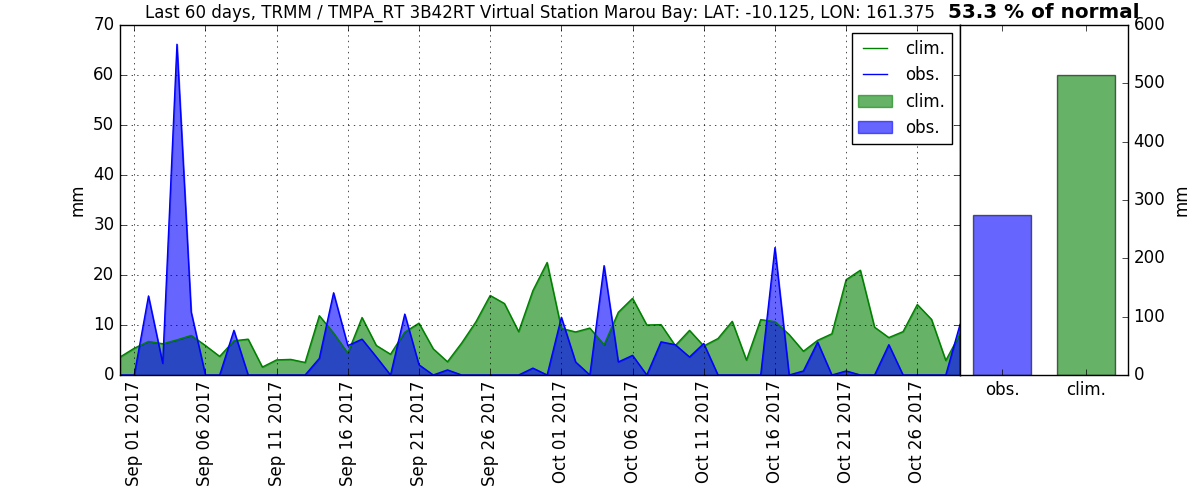 Last 60 days, TRMM / TMPA_RT 3B42RT Virtual Station Marou Bay: LAT: -10.125, LON: 161.375 53.3 % of normal
70
60
50
40
30
20
10
0
mm
clim.
obs.
clim.
obs.
Sep 01 2017
Sep 06 2017
Sep 11 2017
Sep 16 2017
Sep 21 2017
Sep 26 2017
Oct 01 2017
Oct 06 2017
Oct 11 2017
Oct 16 2017
Oct 21 2017
Oct 26 2017
600
500
400
300
200
100
0
mm
obs. clim.